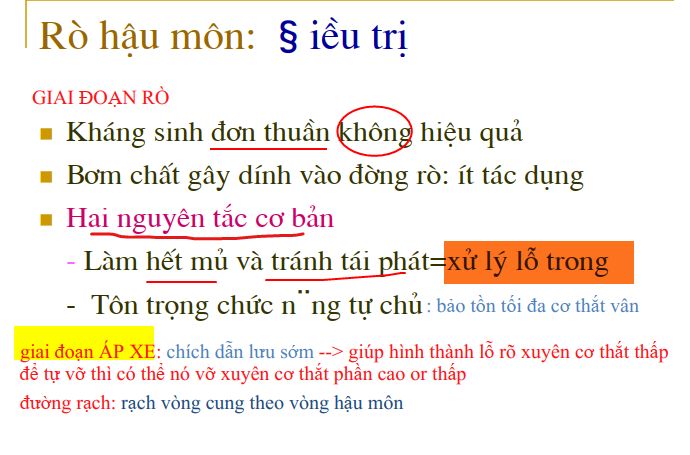 Rò hậu môn: § iều trị
GIAI ĐOẠN RÒ
Kháng sinh đơn thuần không hiệu quả
Bơm chất gây dính vào đờng rò: ít tác dụng
Hai nguyên tắc cơ bản
- Làm hết mủ và tránh tái phát=xử lý lỗ trong
- Tôn trọng chức n¨ng tự chủ : bảo tồn tối đa cơ thắt vân
giai đoạn ÁP XE: chích dẫn lưu sớm --> giúp hình thành lỗ rõ xuyên cơ thắt thấp
để tự vỡ thì có thể nó vỡ xuyên cơ thắt phần cao or thấp
đường rạch: rạch vòng cung theo vòng hậu môn